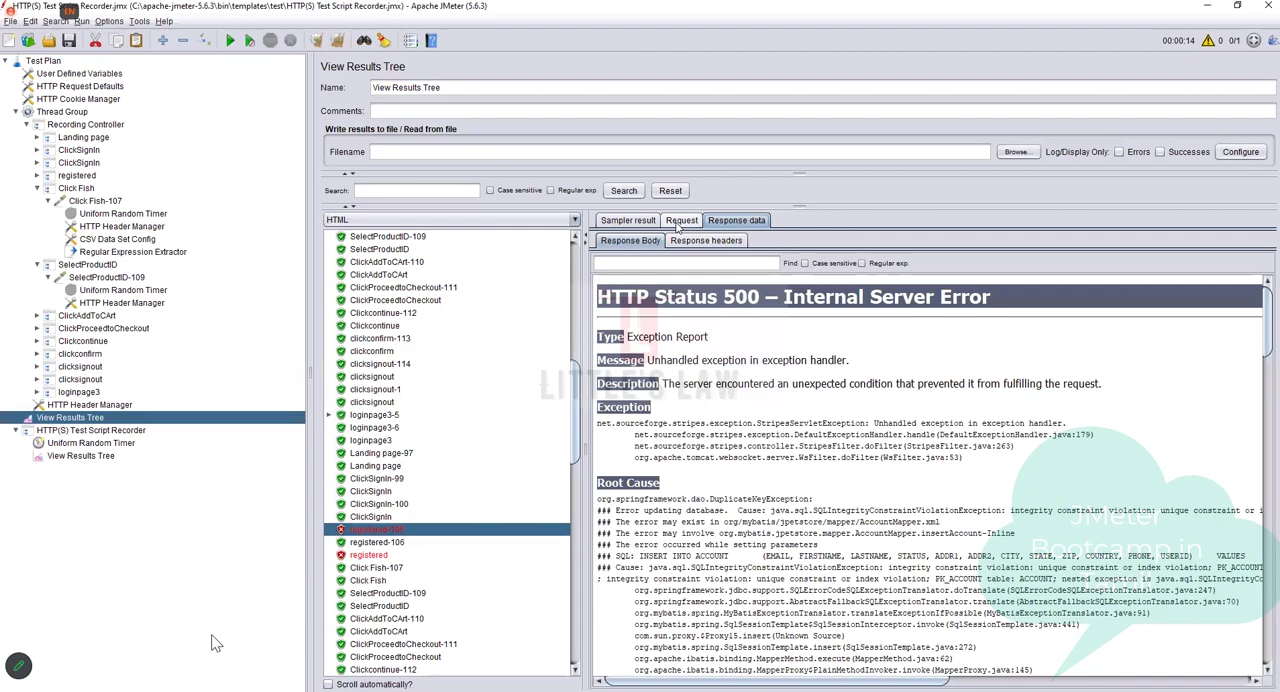 HTTP(S) Test Script Recorder.jmx (C:\apache-jmeter-5.6.3\bin\templates\test\HTTP(S) Test Script Recorder.jmx) - Apache JMeter (5.6.3)
EN
File Edit Search Run Options Tools Help
00:00:14 0 0/1
Test Plan
User Defined Variables
HTTP Request Defaults
HTTP Cookie Manager
Thread Group
Recording Controller
Landing page
ClickSignIn
ClickSignIn
registered
Click Fish
Click Fish-107
Uniform Random Timer
HTTP Header Manager
CSV Data Set Config
Regular Expression Extractor
SelectProductID
SelectProductID-109
Uniform Random Timer
HTTP Header Manager
ClickAddToCArt
ClickProceedtoCheckout
Clickcontinue
clickconfirm
clicksignout
clicksignout
loginpage3
HTTP Header Manager
View Results Tree
HTTP(S) Test Script Recorder
Uniform Random Timer
View Results Tree
View Results Tree
Name: View Results Tree
Comments:
Write results to file / Read from file
Filename Browse... Log/Display Only: Errors Successes Configure
Search: Case sensitive Regular exp. Search Reset
HTML
SelectProductID-109
SelectProductID
ClickAddToCArt-110
ClickAddToCArt
ClickProceedtoCheckout-111
ClickProceedtoCheckout
Clickcontinue-112
Clickcontinue
clickconfirm-113
clickconfirm
clicksignout-114
clicksignout
clicksignout-1
clicksignout
loginpage3-5
loginpage3-6
loginpage3
Landing page-97
Landing page
ClickSignIn-99
ClickSignIn
ClickSignIn-100
ClickSignIn
registered-106
registered
Click Fish-107
Click Fish
SelectProductID-109
SelectProductID
ClickAddToCArt-110
ClickAddToCArt
ClickProceedtoCheckout-111
ClickProceedtoCheckout
Clickcontinue-112
Scroll automatically?
Sampler result Request Response data
Response Body Response headers
Find Case sensitive Regular exp.
HTTP Status 500 – Internal Server Error
Type Exception Report
Message Unhandled exception in exception handler.
Description The server encountered an unexpected condition that prevented it from fulfilling the request.
Exception
net.sourceforge.stripes.exception.StripesServletException: Unhandled exception in exception handler.
net.sourceforge.stripes.exception.DefaultExceptionHandler.handle(DefaultExceptionHandler.java:179)
net.sourceforge.stripes.controller.StripesFilter.doFilter(StripesFilter.java:263)
org.apache.tomcat.websocket.server.WsFilter.doFilter(WsFilter.java:53)
Root Cause
org.springframework.dao.DuplicateKeyException:
### Error updating database. Cause: java.sql.SQLIntegrityConstraintViolationException: integrity constraint violation: unique constraint or i
### The error may exist in org/mybatis/jpetstore/mapper/AccountMapper.xml
### The error may involve org.mybatis.jpetstore.mapper.AccountMapper.insertAccount-Inline
### The error occurred while setting parameters
### SQL: INSERT INTO ACCOUNT (EMAIL, FIRSTNAME, LASTNAME, STATUS, ADDR1, ADDR2, CITY, STATE, ZIP, COUNTRY, PHONE, USERID) VALUES
### Cause: java.sql.SQLIntegrityConstraintViolationException: integrity constraint violation: unique constraint or index violation; PK_ACCOUNT
; integrity constraint violation: unique constraint or index violation; PK_ACCOUNT table: ACCOUNT; nested exception is java.sql.SQLIntegrityCo
org.springframework.jdbc.support.SQLErrorCodeSQLExceptionTranslator.doTranslate(SQLErrorCodeSQLExceptionTranslator.java:247)
org.springframework.jdbc.support.AbstractFallbackSQLExceptionTranslator.translate(AbstractFallbackSQLExceptionTranslator.java:70)
org.mybatis.spring.MyBatisExceptionTranslator.translateExceptionIfPossible(MyBatisExceptionTranslator.java:91)
org.mybatis.spring.SqlSessionTemplate$SqlSessionInterceptor.invoke(SqlSessionTemplate.java:441)
com.sun.proxy.$Proxy15.insert(Unknown Source)
org.mybatis.spring.SqlSessionTemplate.insert(SqlSessionTemplate.java:272)
org.apache.ibatis.binding.MapperMethod.execute(MapperMethod.java:62)
org.apache.ibatis.binding.MapperProxy$PlainMethodInvoker.invoke(MapperProxy.java:145)
LITTLE'S LAW
JMeter
Bootcamp in